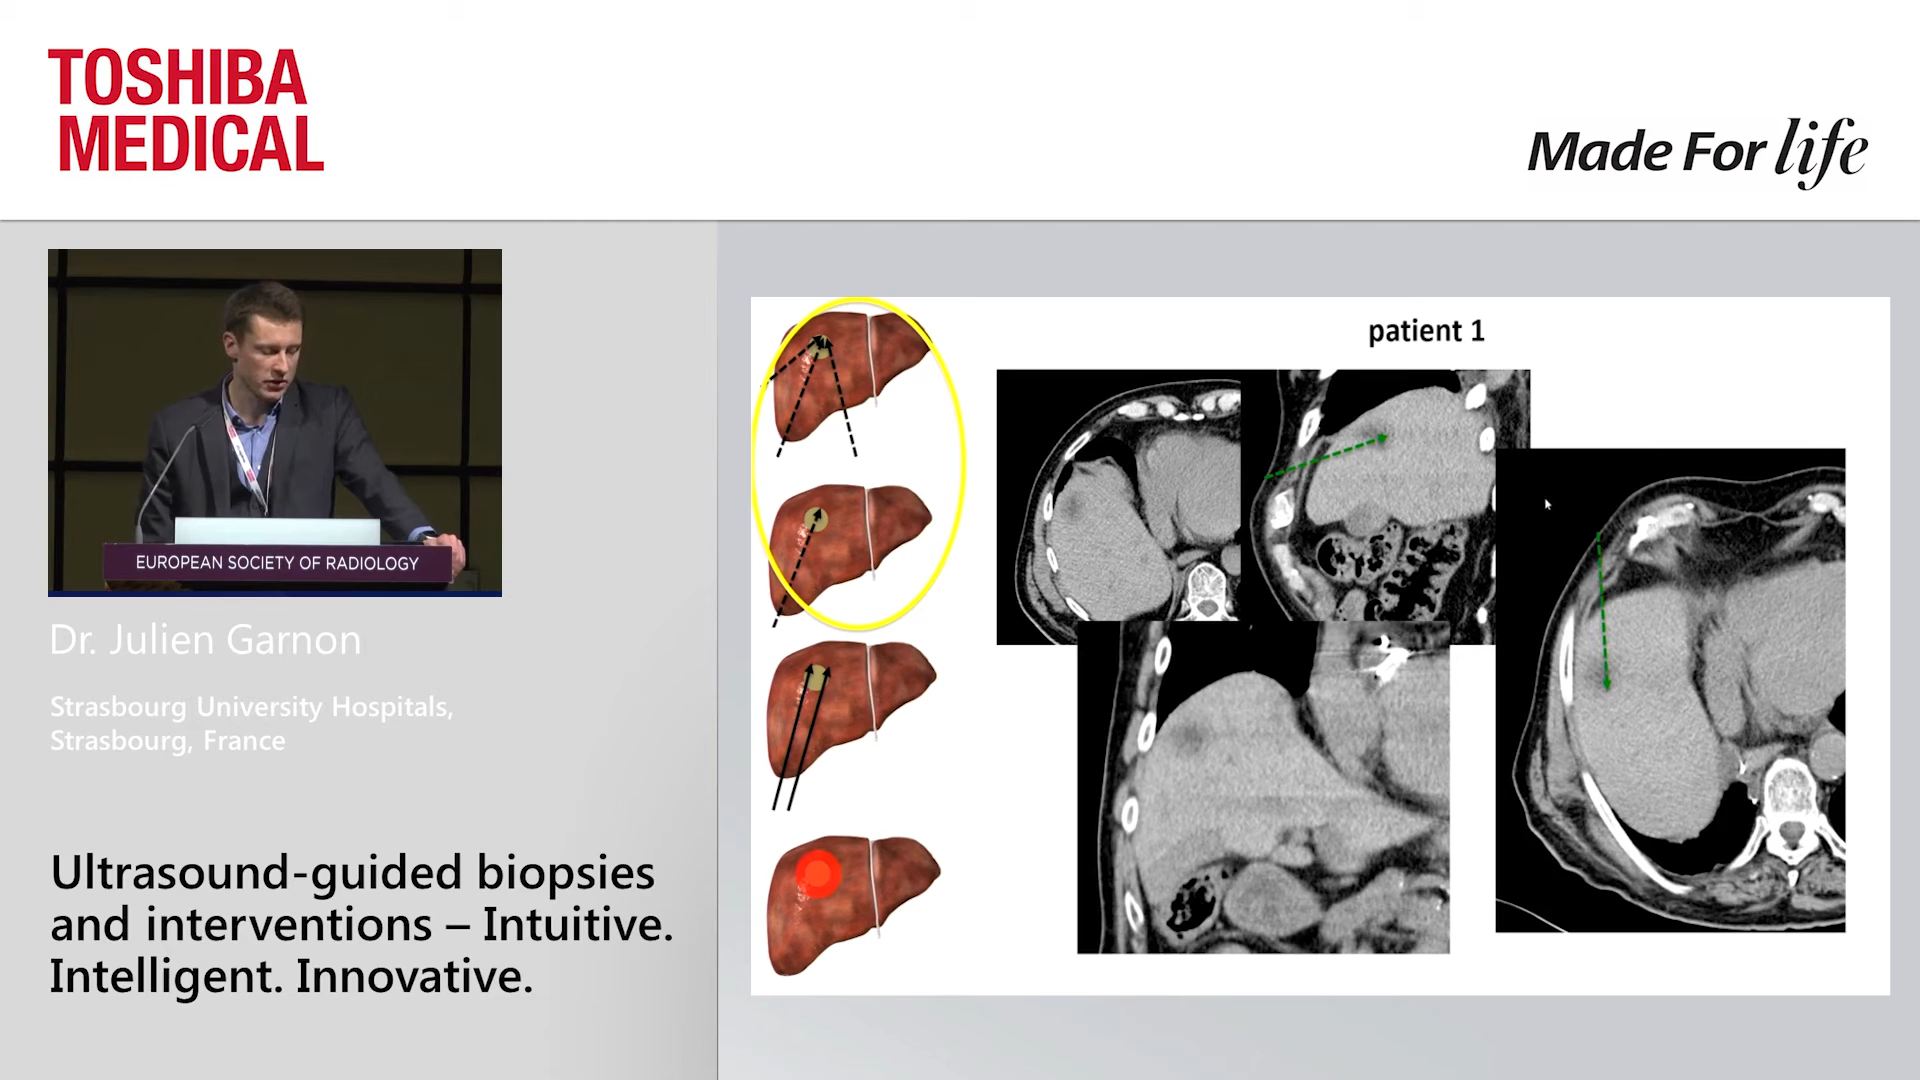 TOSHIBA
MEDICAL
Made For life
EUROPEAN SOCIETY OF RADIOLOGY
Dr. Julien Garnon
Strasbourg University Hospitals,
Strasbourg, France
Ultrasound-guided biopsies
and interventions – Intuitive.
Intelligent. Innovative.
patient 1